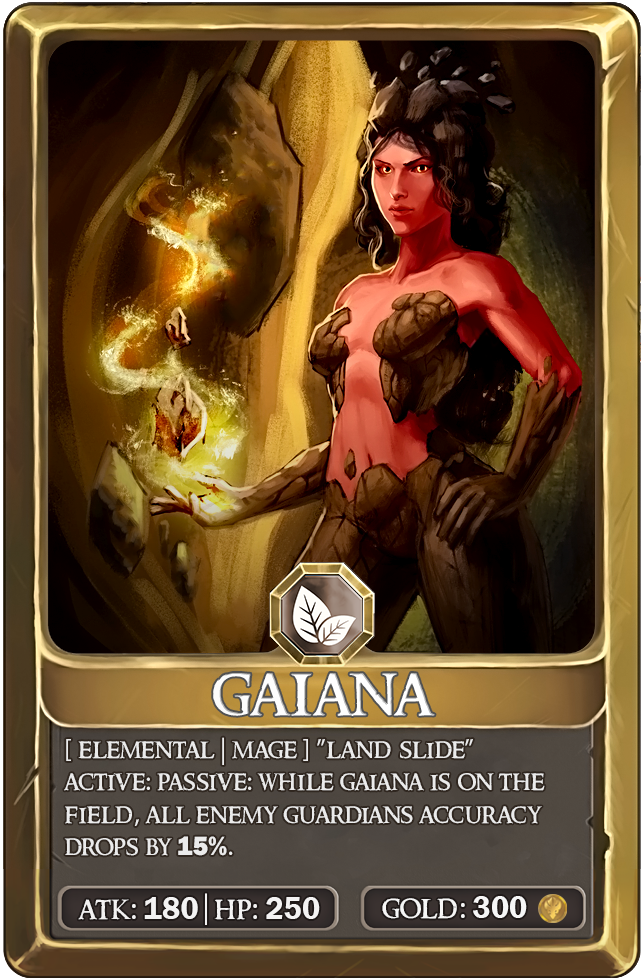 GAIANA
[ ELEMENTAL | MAGE ] "LAND SLIDE"
ACTIVE: PASSIVE: WHILE GAIANA IS ON THE
FIELD, ALL ENEMY GUARDIANS ACCURACY
DROPS BY 15%.
ATK: 180 | HP: 250 GOLD: 300